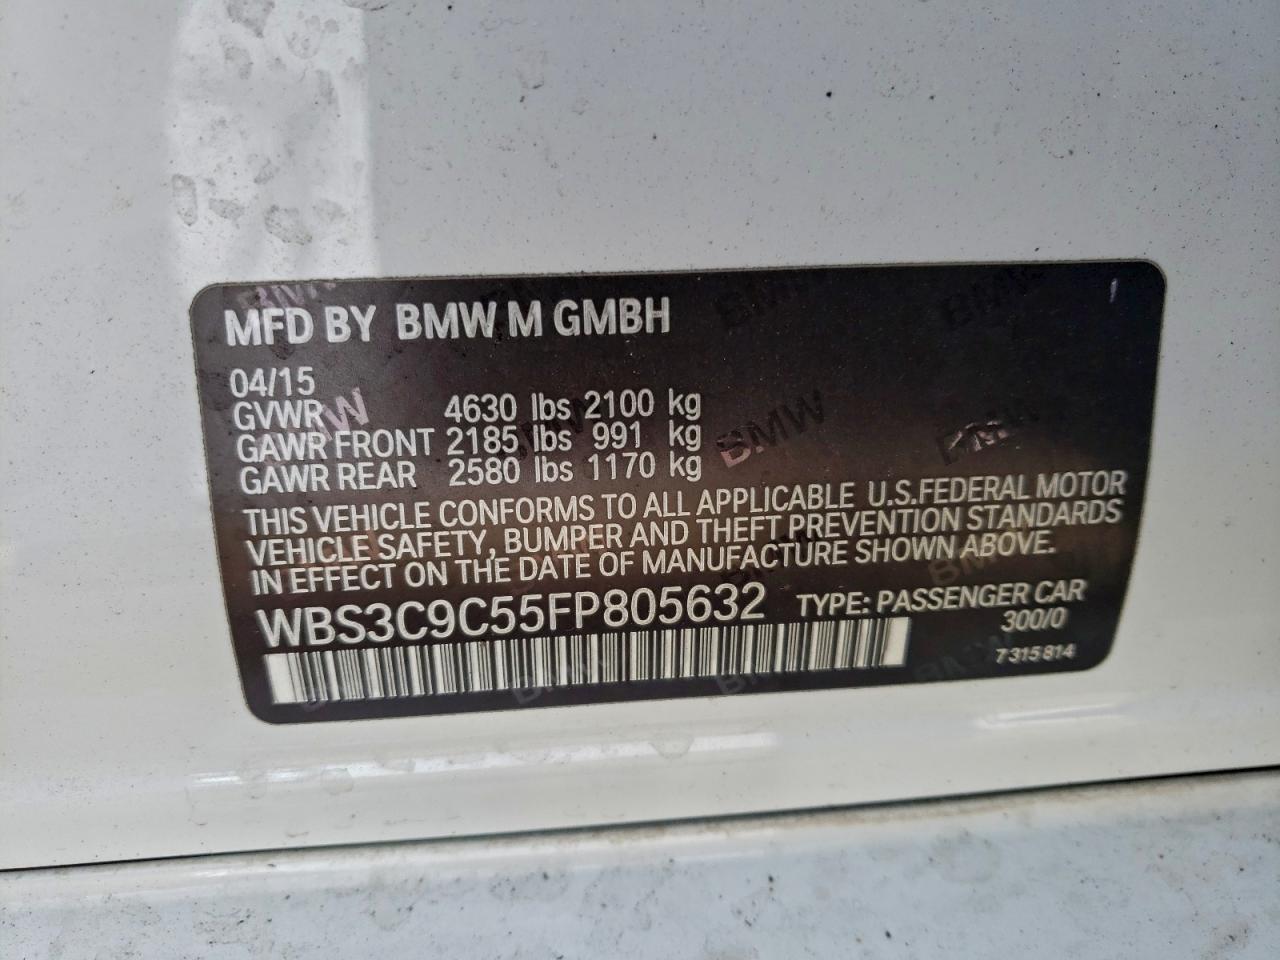 MFD BY BMW M GMBH
04/15
GVWR 4630 lbs 2100 kg
GAWR FRONT 2185 lbs 991 kg
GAWR REAR 2580 lbs 1170 kg
THIS VEHICLE CONFORMS TO ALL APPLICABLE U.S.FEDERAL MOTOR
VEHICLE SAFETY, BUMPER AND THEFT PREVENTION STANDARDS
IN EFFECT ON THE DATE OF MANUFACTURE SHOWN ABOVE.
WBS3C9C55FP805632 TYPE: PASSENGER CAR
300/0
7315814